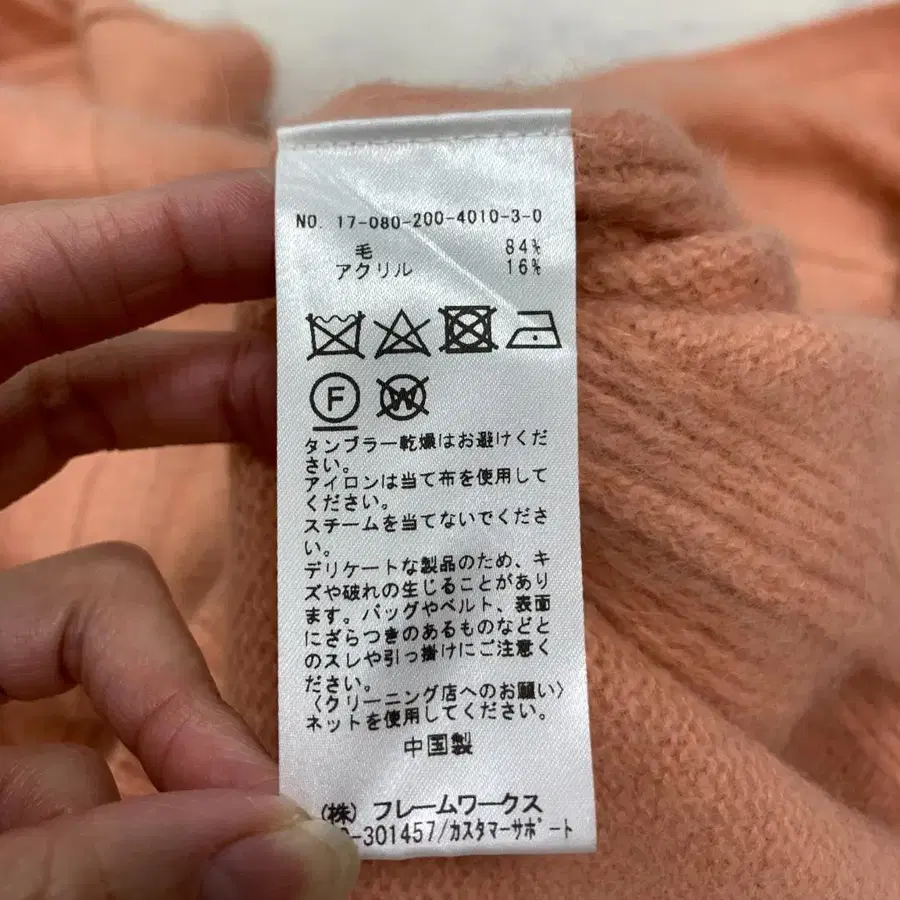 NO. 17-080-200-4010-3-0
毛 84%
アクリル 16%
F W
タンブラー乾燥はお避けくだ
さい。
アイロンは当て布を使用して
ください。
スチームを当てないでくださ
い。
デリケートな製品のため、キ
ズや破れの生じることがあり
ます。バッグやベルト、表面
にざらつきのあるものなどと
のスレや引っ掛けにご注意く
ださい。
〈クリーニング店へのお願い〉
ネットを使用してください。
中国製
(株) フレームワークス
-301457/カスタマーサポート